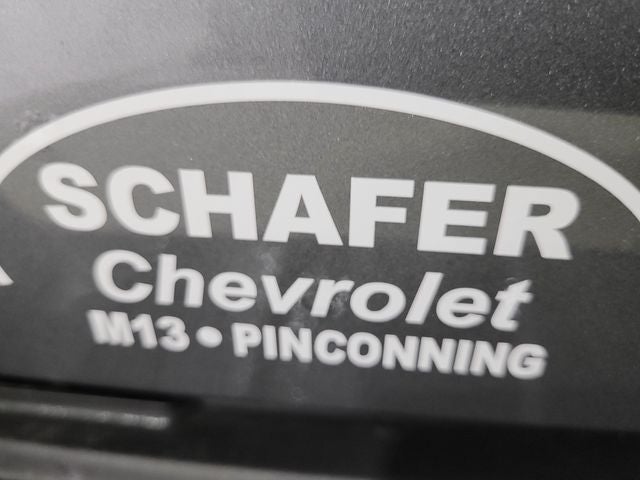 SCHAFER
Chevrolet
M13 • PINCONNING